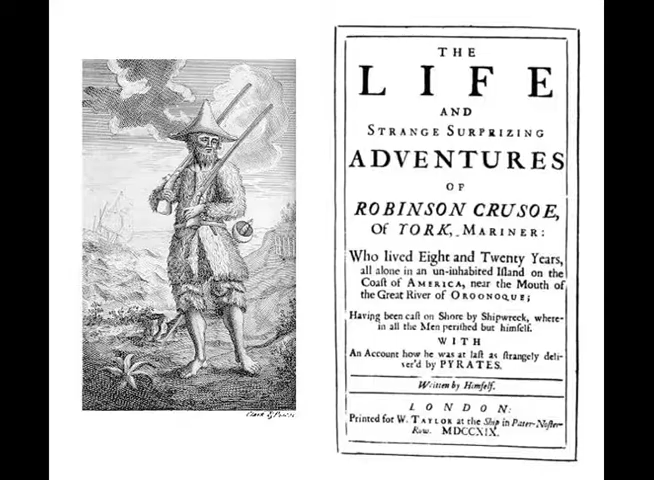 THE
LIFE
AND
STRANGE SURPRIZING
ADVENTURES
OF
ROBINSON CRUSOE,
Of YORK, MARINER:
Who lived Eight and Twenty Years,
all alone in an un-inhabited Iſland on the
Coaſt of AMERICA, near the Mouth of
the Great River of OROONOQUE;
Having been caſt on Shore by Shipwreck, where-
in all the Men periſhed but himſelf.
WITH
An Account how he was at laſt as ſtrangely deli-
ver'd by PYRATES.
Written by Himſelf.
LONDON:
Printed for W. TAYLOR at the Ship in Pater-Noſter-
Row. MDCCXIX.